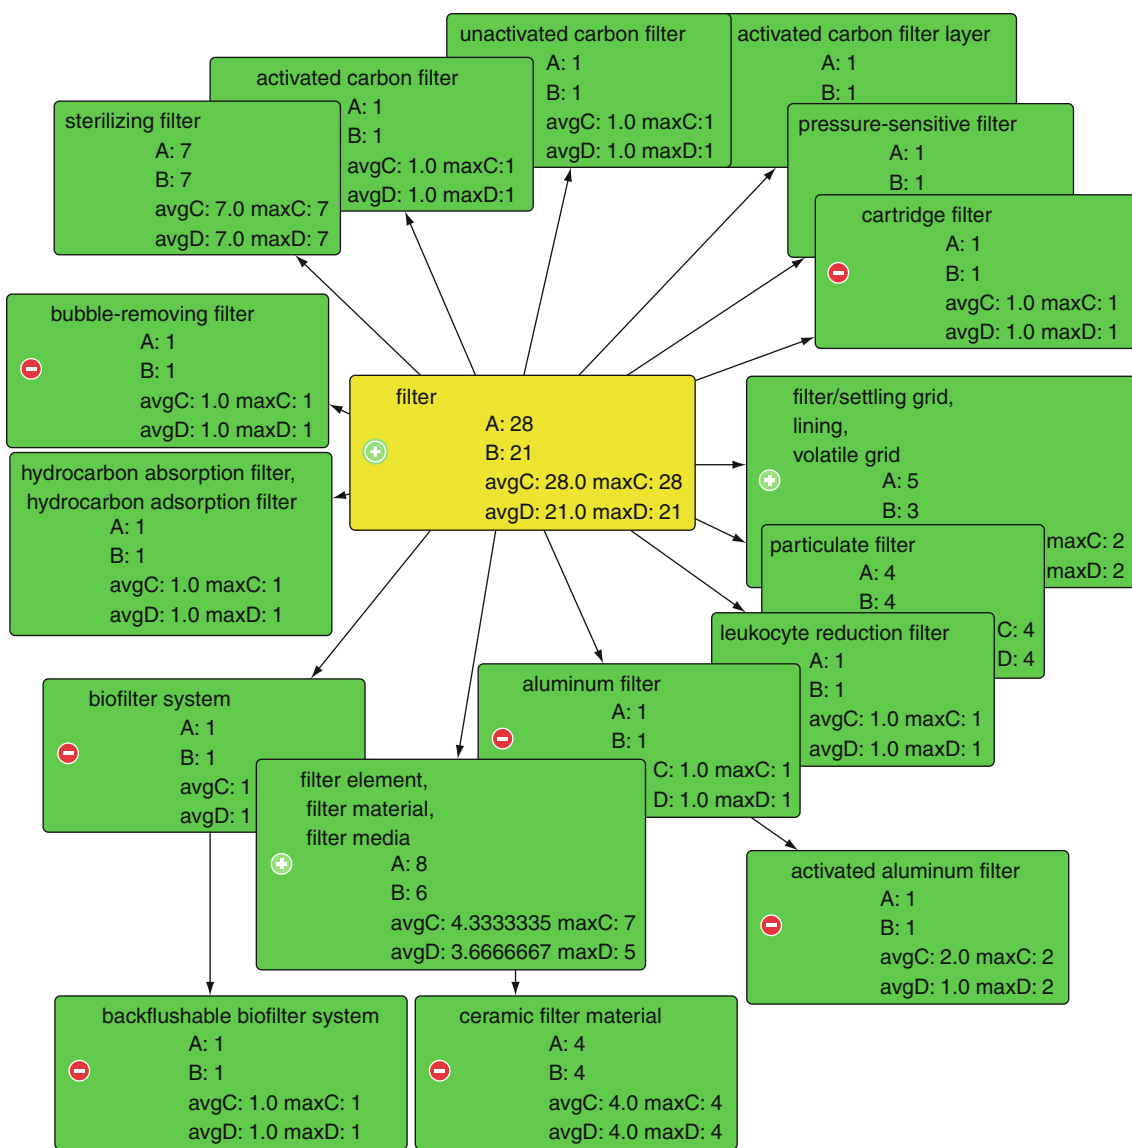 unactivated carbon filter
A: 1
B: 1
avgC: 1.0 maxC:1
avgD: 1.0 maxD:1
activated carbon filter layer
A: 1
B: 1
activated carbon filter
A: 1
B: 1
avgC: 1.0 maxC:1
avgD: 1.0 maxD:1
sterilizing filter
A: 7
B: 7
avgC: 7.0 maxC: 7
avgD: 7.0 maxD: 7
pressure-sensitive filter
A: 1
B: 1
cartridge filter
A: 1
B: 1
avgC: 1.0 maxC: 1
avgD: 1.0 maxD: 1
bubble-removing filter
A: 1
B: 1
avgC: 1.0 maxC: 1
avgD: 1.0 maxD: 1
filter
A: 28
B: 21
avgC: 28.0 maxC: 28
avgD: 21.0 maxD: 21
filter/settling grid,
lining,
volatile grid
A: 5
B: 3
maxC: 2
maxD: 2
hydrocarbon absorption filter,
hydrocarbon adsorption filter
A: 1
B: 1
avgC: 1.0 maxC: 1
avgD: 1.0 maxD: 1
particulate filter
A: 4
B: 4
C: 4
D: 4
leukocyte reduction filter
A: 1
B: 1
avgC: 1.0 maxC: 1
avgD: 1.0 maxD: 1
biofilter system
A: 1
B: 1
avgC: 1
avgD: 1
aluminum filter
A: 1
B: 1
C: 1.0 maxC: 1
D: 1.0 maxD: 1
filter element,
filter material,
filter media
A: 8
B: 6
avgC: 4.3333335 maxC: 7
avgD: 3.6666667 maxD: 5
activated aluminum filter
A: 1
B: 1
avgC: 2.0 maxC: 2
avgD: 1.0 maxD: 2
backflushable biofilter system
A: 1
B: 1
avgC: 1.0 maxC: 1
avgD: 1.0 maxD: 1
ceramic filter material
A: 4
B: 4
avgC: 4.0 maxC: 4
avgD: 4.0 maxD: 4